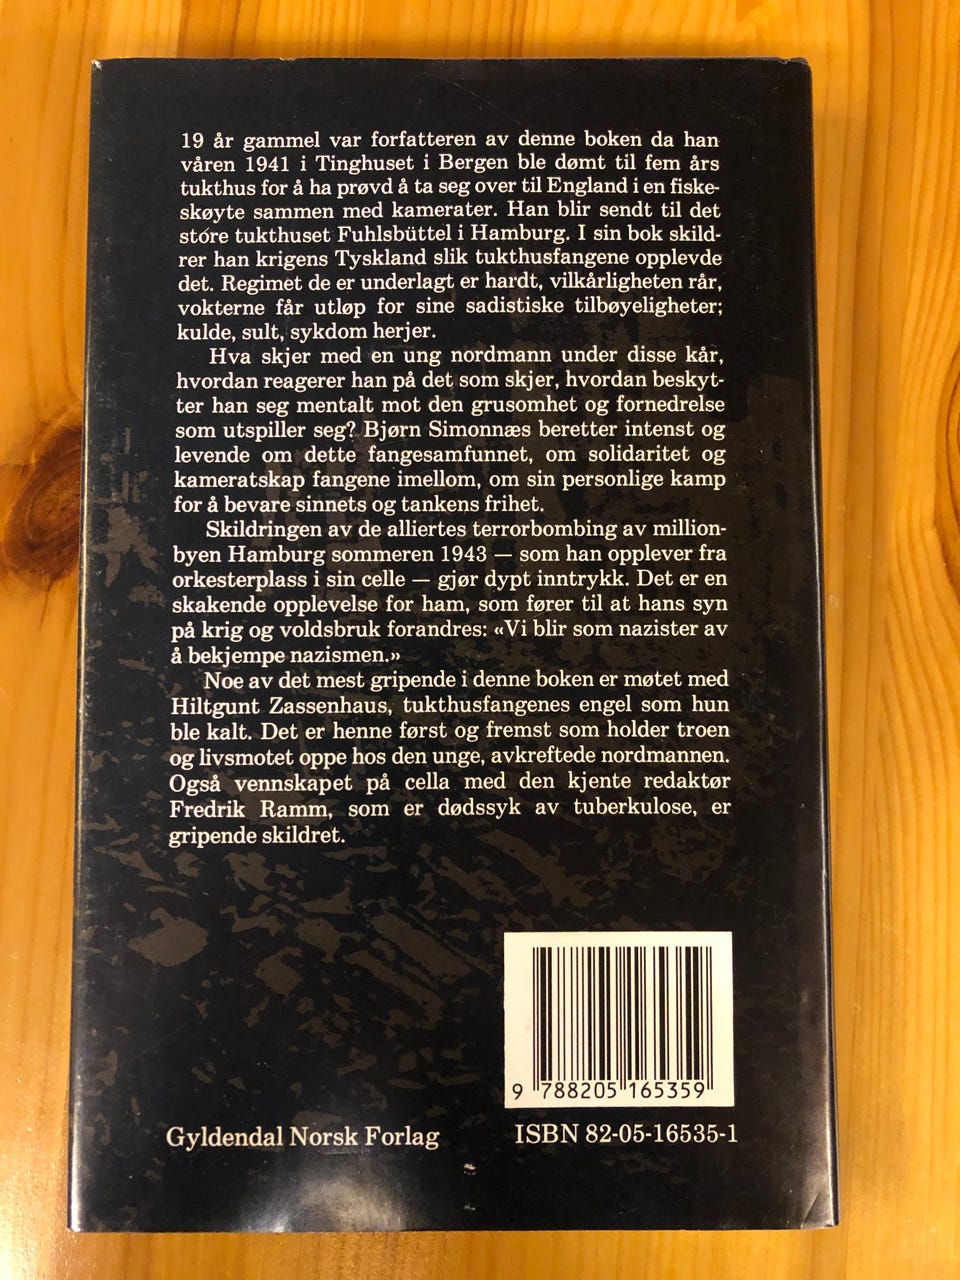 19 år gammel var forfatteren av denne boken da han
våren 1941 i Tinghuset i Bergen ble dømt til fem års
tukthus for å ha prøvd å ta seg over til England i en fiske-
skøyte sammen med kamerater. Han blir sendt til det
store tukthuset Fuhlsbüttel i Hamburg. I sin bok skild-
rer han krigens Tyskland slik tukthusfangene opplevde
det. Regimet de er underlagt er hardt, vilkårligheten rår,
vokterne får utløp for sine sadistiske tilbøyeligheter;
kulde, sult, sykdom herjer.
Hva skjer med en ung nordmann under disse kår,
hvordan reagerer han på det som skjer, hvordan beskyt-
ter han seg mentalt mot den grusomhet og fornedrelse
som utspiller seg? Bjørn Simonnæs beretter intenst og
levende om dette fangesamfunnet, om solidaritet og
kameratskap fangene imellom, om sin personlige kamp
for å bevare sinnets og tankens frihet.
Skildringen av de alliertes terrorbombing av million-
byen Hamburg sommeren 1943 — som han opplever fra
orkesterplass i sin celle — gjør dypt inntrykk. Det er en
skakende opplevelse for ham, som fører til at hans syn
på krig og voldsbruk forandres: «Vi blir som nazister av
å bekjempe nazismen.»
Noe av det mest gripende i denne boken er møtet med
Hiltgunt Zassenhaus, tukthusfangenes engel som hun
ble kalt. Det er henne først og fremst som holder troen
og livsmotet oppe hos den unge, avkreftede nordmannen.
Også vennskapet på cella med den kjente redaktør
Fredrik Ramm, som er dødssyk av tuberkulose, er
gripende skildret.
9 788205 165359
Gyldendal Norsk Forlag
ISBN 82-05-16535-1